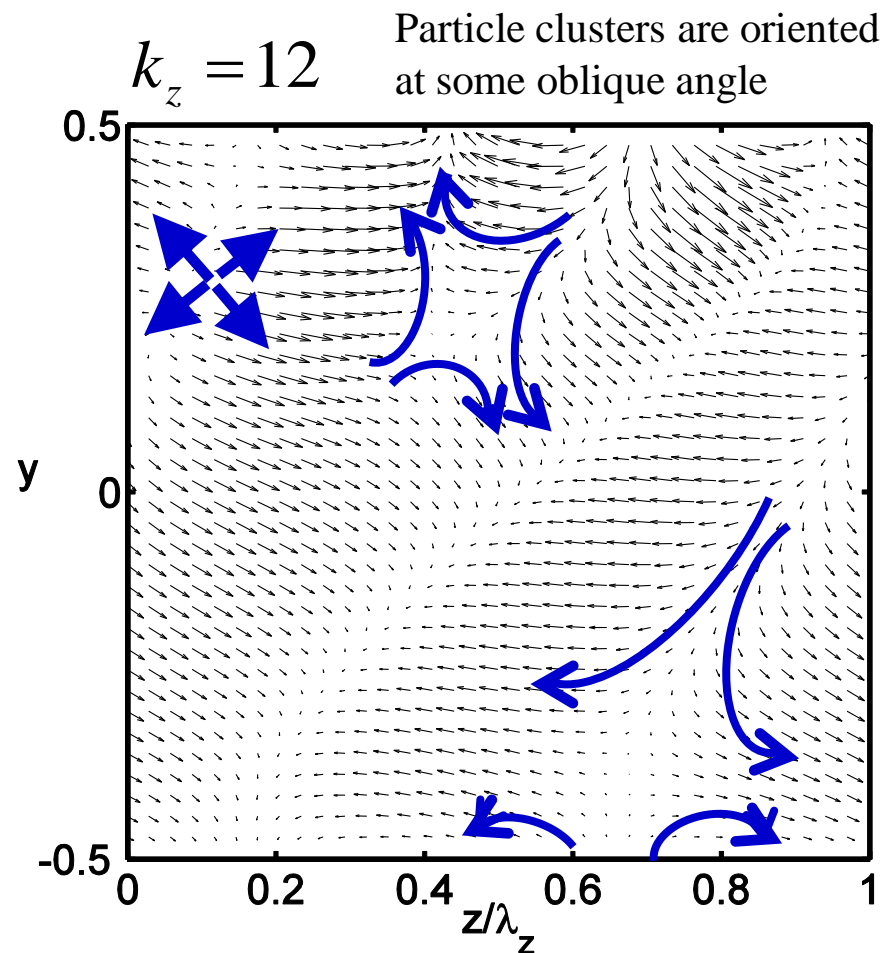 k_z = 12
Particle clusters are oriented
at some oblique angle
0.5
y
0
-0.5
0 0.2 0.4 0.6 0.8 1
z/λ_z